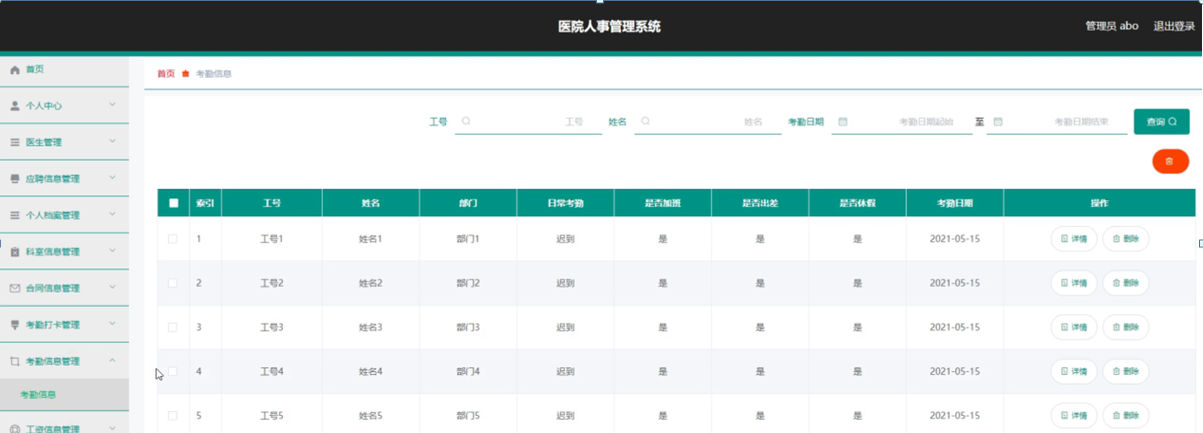 医院人事管理系统
管理员 abo 退出登录
首页
个人中心
医生管理
应聘信息管理
个人档案管理
科室信息管理
合同信息管理
考勤打卡管理
考勤信息管理
考勤信息
工资信息管理
首页 考勤信息
工号 工号 姓名 姓名 考勤日期 考勤日期起始 至 考勤日期结束 查询
索引 工号 姓名 部门 日常考勤 是否加班 是否出差 是否休假 考勤日期 操作
1 工号1 姓名1 部门1 迟到 是 是 是 2021-05-15 详情 删除
2 工号2 姓名2 部门2 迟到 是 是 是 2021-05-15 详情 删除
3 工号3 姓名3 部门3 迟到 是 是 是 2021-05-15 详情 删除
4 工号4 姓名4 部门4 迟到 是 是 是 2021-05-15 详情 删除
5 工号5 姓名5 部门5 迟到 是 是 是 2021-05-15 详情 删除